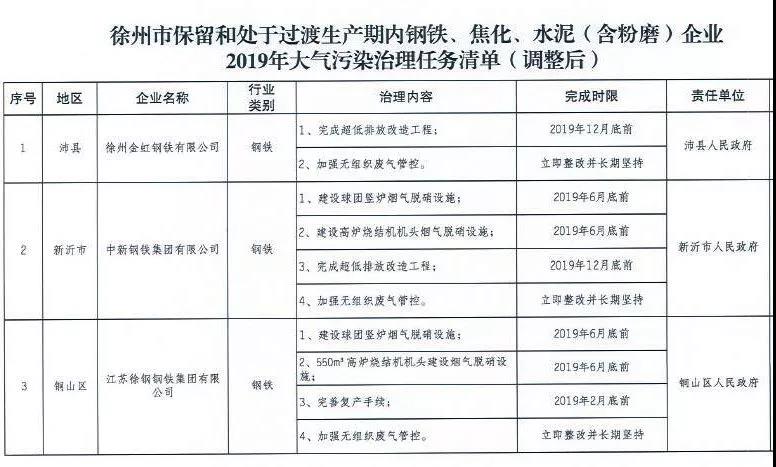 徐州市保留和处于过渡生产期内钢铁、焦化、水泥（含粉磨）企业
2019年大气污染治理任务清单（调整后）
序号 地区 企业名称 行业类别 治理内容 完成时限 责任单位
1 沛县 徐州金虹钢铁有限公司 钢铁 1、完成超低排放改造工程； 2019年12月底前 沛县人民政府
2、加强无组织废气管控。 立即整改并长期坚持
2 新沂市 中新钢铁集团有限公司 钢铁 1、建设球团竖炉烟气脱硝设施； 2019年6月底前 新沂市人民政府
2、建设高炉烧结机机头烟气脱硝设施； 2019年6月底前
3、完成超低排放改造工程； 2019年12月底前
4、加强无组织废气管控。 立即整改并长期坚持
3 铜山区 江苏徐钢钢铁集团有限公司 钢铁 1、建设球团竖炉烟气脱硝设施； 2019年6月底前 铜山区人民政府
2、550m³高炉烧结机机头建设烟气脱硝设施； 2019年6月底前
3、完善复产手续； 2019年2月底前
4、加强无组织废气管控。 立即整改并长期坚持